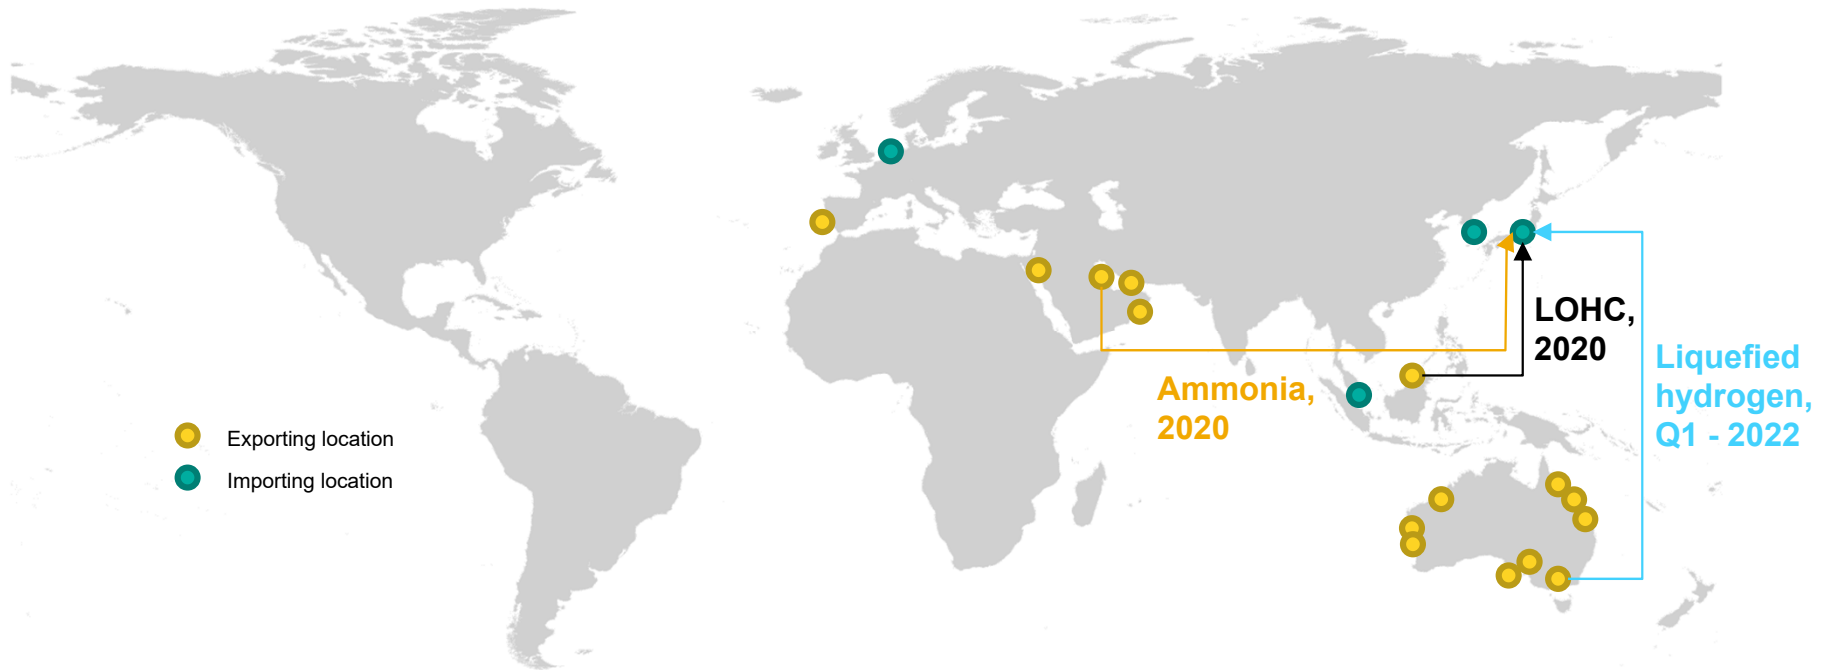 LOHC,
2020
Liquefied
hydrogen,
Q1 - 2022
Ammonia,
2020
Exporting location
Importing location